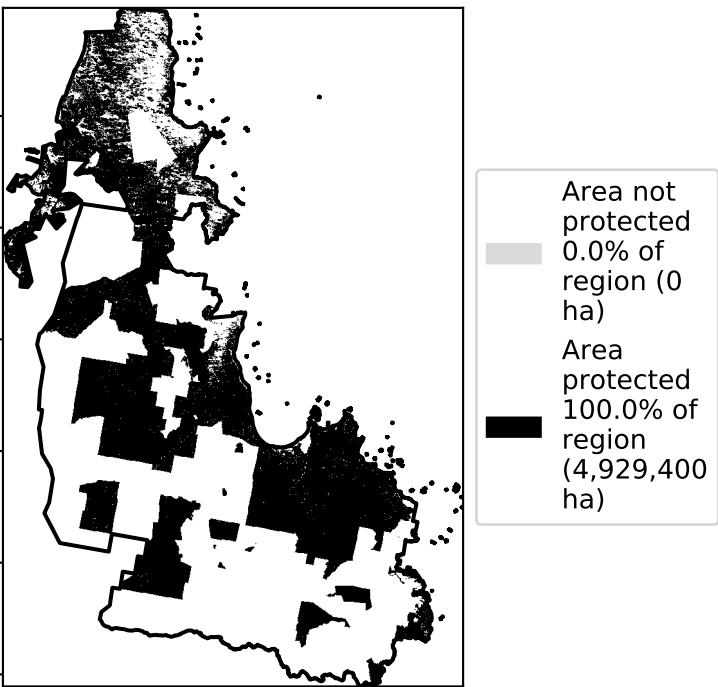 Area not
protected
0.0% of
region (0
ha)
Area
protected
100.0% of
region
(4,929,400
ha)